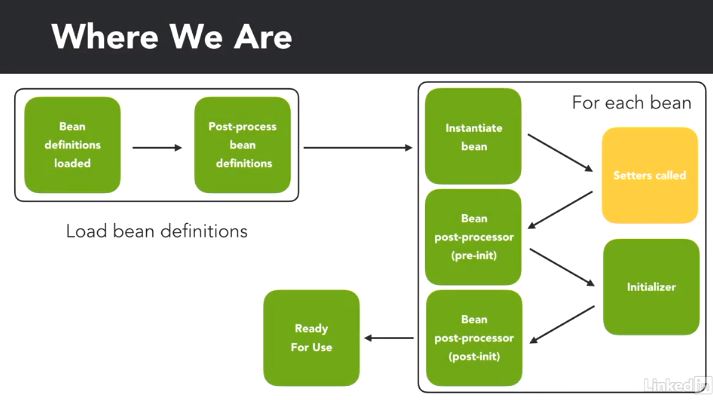 Where We Are
For each bean
Bean
definitions
loaded
Post-process
bean
definitions
Instantiate
bean
Setters called
Load bean definitions
Bean
post-processor
(pre-init)
Initializer
Bean
post-processor
(post-init)
Ready
For Use
Linked in